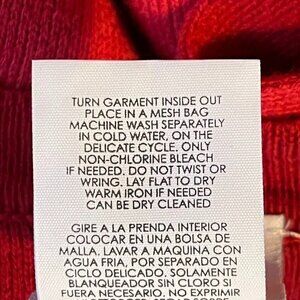 TURN GARMENT INSIDE OUT
PLACE IN A MESH BAG
MACHINE WASH SEPARATELY
IN COLD WATER, ON THE
DELICATE CYCLE. ONLY
NON-CHLORINE BLEACH
IF NEEDED. DO NOT TWIST OR
WRING. LAY FLAT TO DRY
WARM IRON IF NEEDED
CAN BE DRY CLEANED
GIRE A LA PRENDA INTERIOR
COLOCAR EN UNA BOLSA DE
MALLA, LAVAR A MAQUINA CON
AGUA FRIA, POR SEPARADO EN
CICLO DELICADO. SOLAMENTE
BLANQUEADOR SIN CLORO SI
FUERA NECESARIO. NO EXPRIMIR